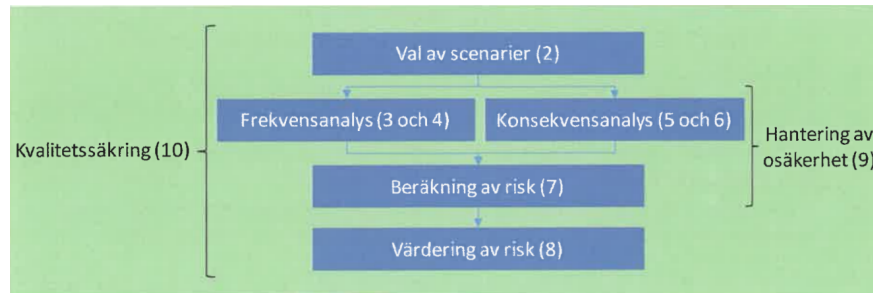 Val av scenarier (2)
Frekvensanalys (3 och 4)
Konsekvensanalys (5 och 6)
Kvalitetssäkring (10)
Hantering av
osäkerhet (9)
Beräkning av risk (7)
Värdering av risk (8)